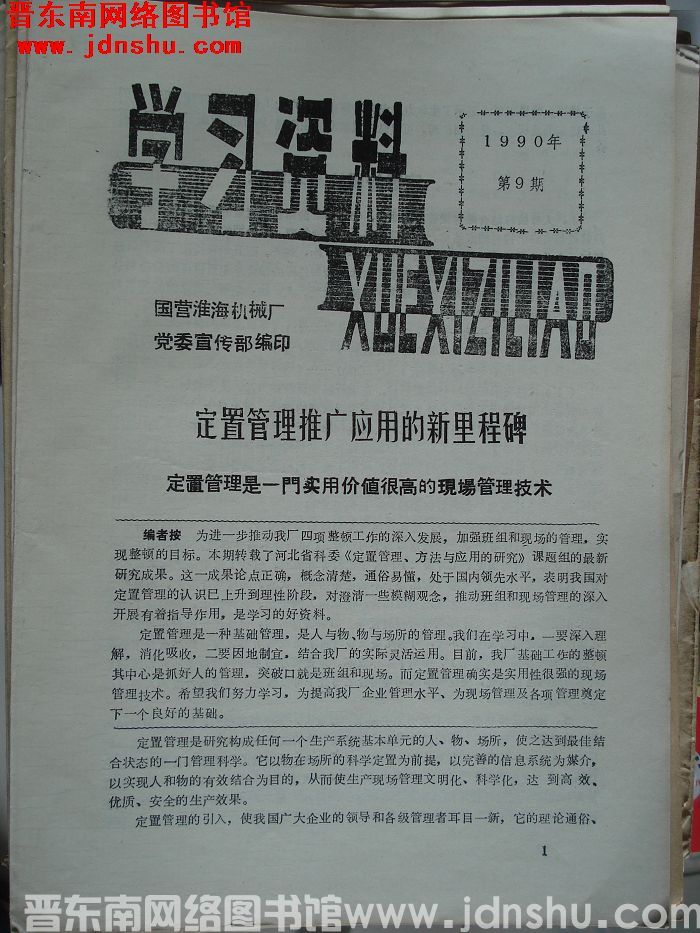 晋东南网络图书馆
www.jdnshu.com
学习资料
1990年
第9期
XUEXIZILIAO
国营淮海机械厂
党委宣传部编印
定置管理推广应用的新里程碑
定置管理是一門实用价值很高的現場管理技术
编者按 为进一步推动我厂四项整顿工作的深入发展，加强班组和现场的管理，实
现整顿的目标。本期转载了河北省科委《定置管理、方法与应用的研究》课题组的最新
研究成果。这一成果论点正确，概念清楚，通俗易懂，处于国内领先水平，表明我国对
定置管理的认识巳上升到理性阶段，对澄清一些模糊观念，推动班组和现场管理的深入
开展有着指导作用，是学习的好资料。
定置管理是一种基础管理，是人与物、物与场所的管理。我们在学习中，一要深入理
解，消化吸收，二要因地制宜，结合我厂的实际灵活运用。目前，我厂基础工作的整顿
其中心是抓好人的管理，突破口就是班组和现场。而定置管理确实是实用性很强的现场
管理技术。希望我们努力学习，为提高我厂企业管理水平、为现场管理及各项管理奠定
下一个良好的基础。
定置管理是研究构成任何一个生产系统基本单元的人、物、场所，使之达到最佳结
合状态的一门管理科学。它以物在场所的科学定置为前提，以完善的信息系统为媒介，
以实现人和物的有效结合为目的，从而使生产现场管理文明化、科学化，达 到高 效、
优质、安全的生产效果。
定置管理的引入，使我国广大企业的领导和各级管理者耳目一新，它的理论通俗、
1
晋东南网络图书馆www.jdnshu.com